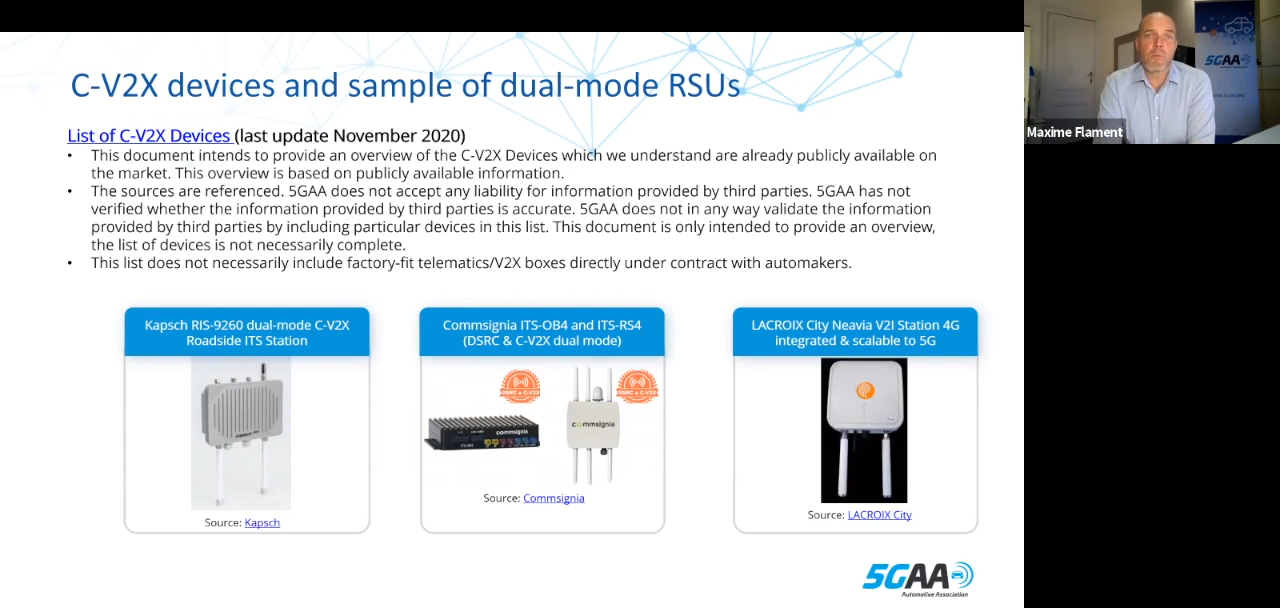 C-V2X devices and sample of dual-mode RSUs
List of C-V2X Devices (last update November 2020)
• This document intends to provide an overview of the C-V2X Devices which we understand are already publicly available on
the market. This overview is based on publicly available information.
• The sources are referenced. 5GAA does not accept any liability for information provided by third parties. 5GAA has not
verified whether the information provided by third parties is accurate. 5GAA does not in any way validate the information
provided by third parties by including particular devices in this list. This document is only intended to provide an overview,
the list of devices is not necessarily complete.
• This list does not necessarily include factory-fit telematics/V2X boxes directly under contract with automakers.
Kapsch RIS-9260 dual-mode C-V2X
Roadside ITS Station
Source: Kapsch
Commsignia ITS-OB4 and ITS-RS4
(DSRC & C-V2X dual mode)
DSRC & C-V2X
DSRC & C-V2X
commsignia
commsignia
Source: Commsignia
LACROIX City Neavia V2I Station 4G
integrated & scalable to 5G
Source: LACROIX City
5GAA
Automotive Association
5GAA
Maxime Flament